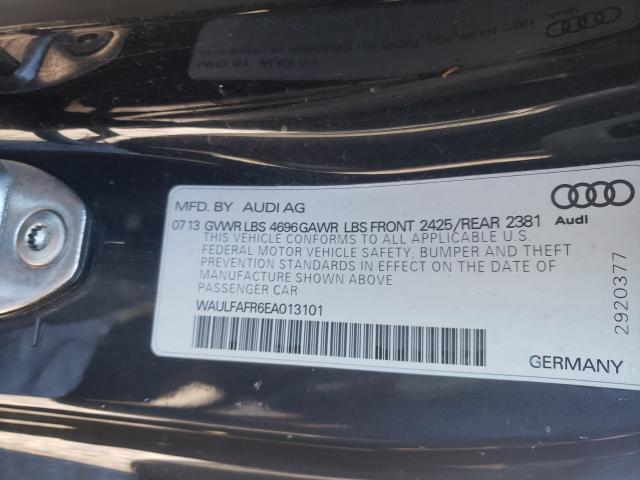 MFD. BY AUDI AG
07 13 GVWR LBS 4696 GAWR LBS FRONT 2425/REAR 2381
THIS VEHICLE CONFORMS TO ALL APPLICABLE U.S.
FEDERAL MOTOR VEHICLE SAFETY, BUMPER AND THEFT
PREVENTION STANDARDS IN EFFECT ON THE DATE OF
MANUFACTURE SHOWN ABOVE
PASSENGER CAR
WAULFAFR6EA013101
GERMANY
Audi
2920377